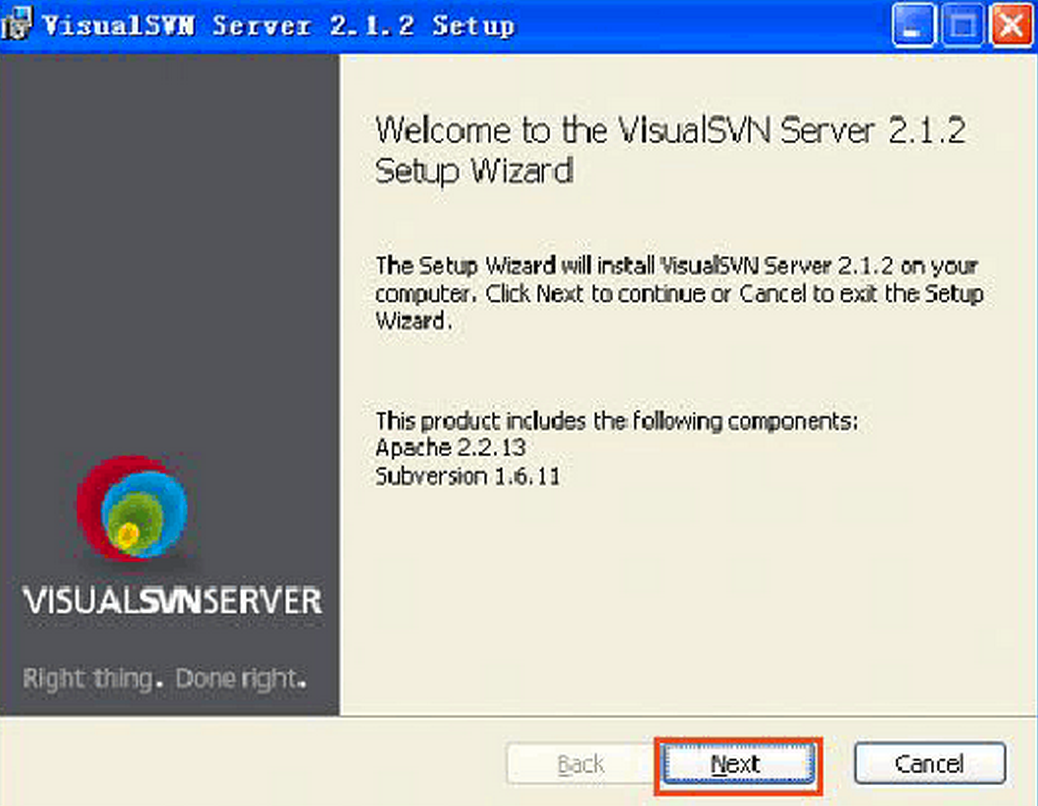 VisualSVN Server 2.1.2 Setup
Welcome to the VisualSVN Server 2.1.2
Setup Wizard
The Setup Wizard will install VisualSVN Server 2.1.2 on your
computer. Click Next to continue or Cancel to exit the Setup
Wizard.
This product includes the following components:
Apache 2.2.13
Subversion 1.6.11
VISUALSVNSERVER
Right thing. Done right.
Back
Next
Cancel